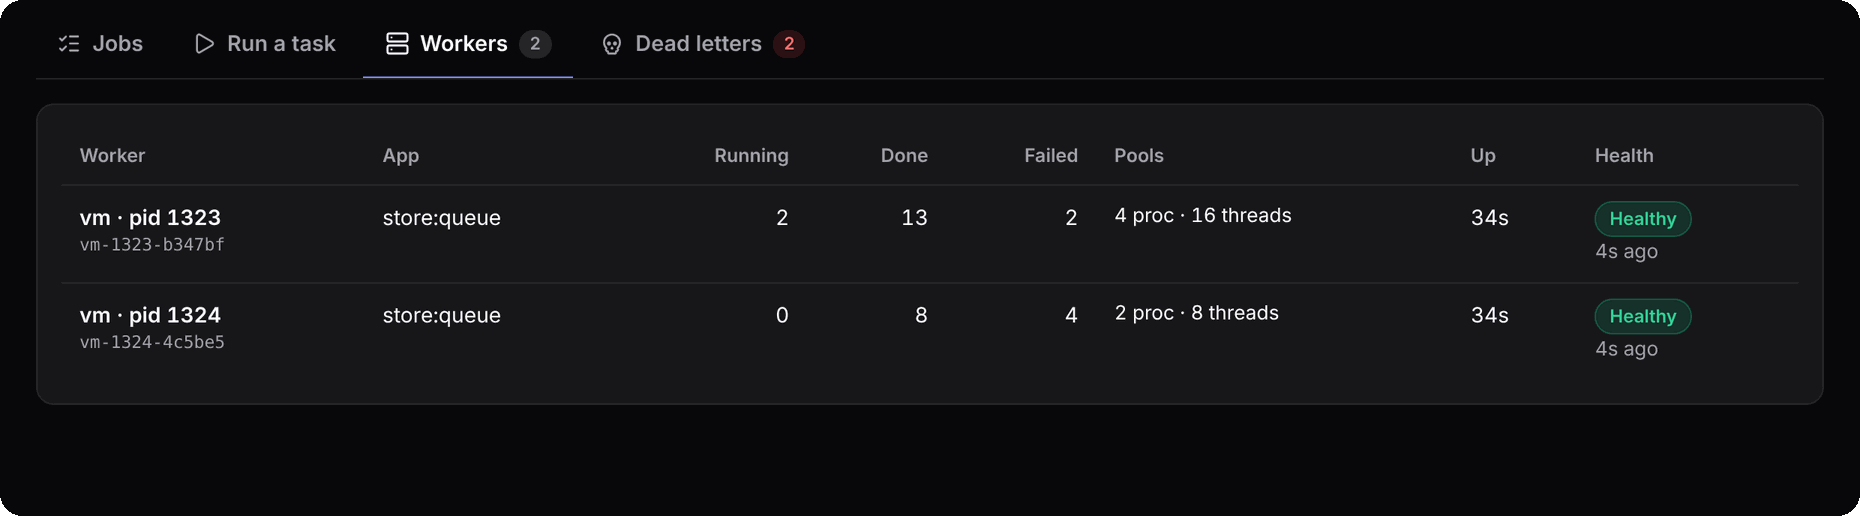 Jobs Run a task Workers 2 Dead letters 2
Worker App Running Done Failed Pools Up Health
vm · pid 1323 store:queue 2 13 2 4 proc · 16 threads 34s Healthy
vm-1323-b347bf 4s ago
vm · pid 1324 store:queue 0 8 4 2 proc · 8 threads 34s Healthy
vm-1324-4c5be5 4s ago